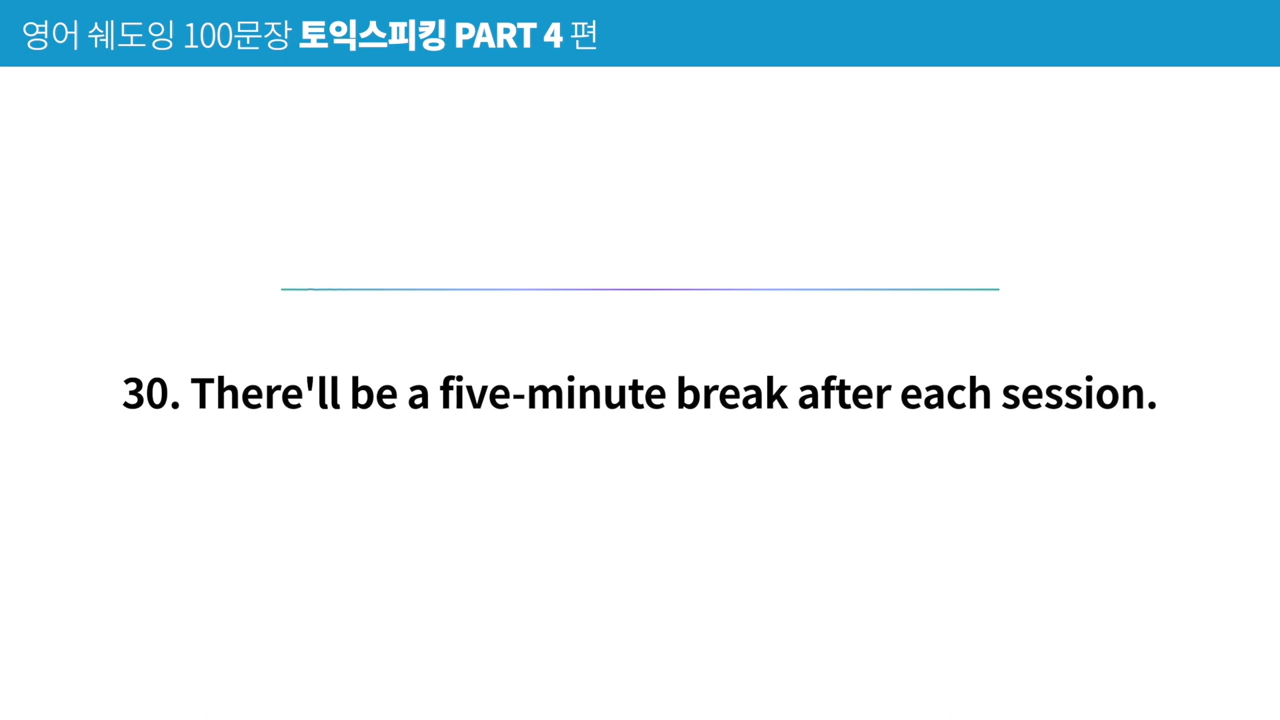 영어 쉐도잉 100문장 토익스피킹 PART 4 편
30. There'll be a five-minute break after each session.